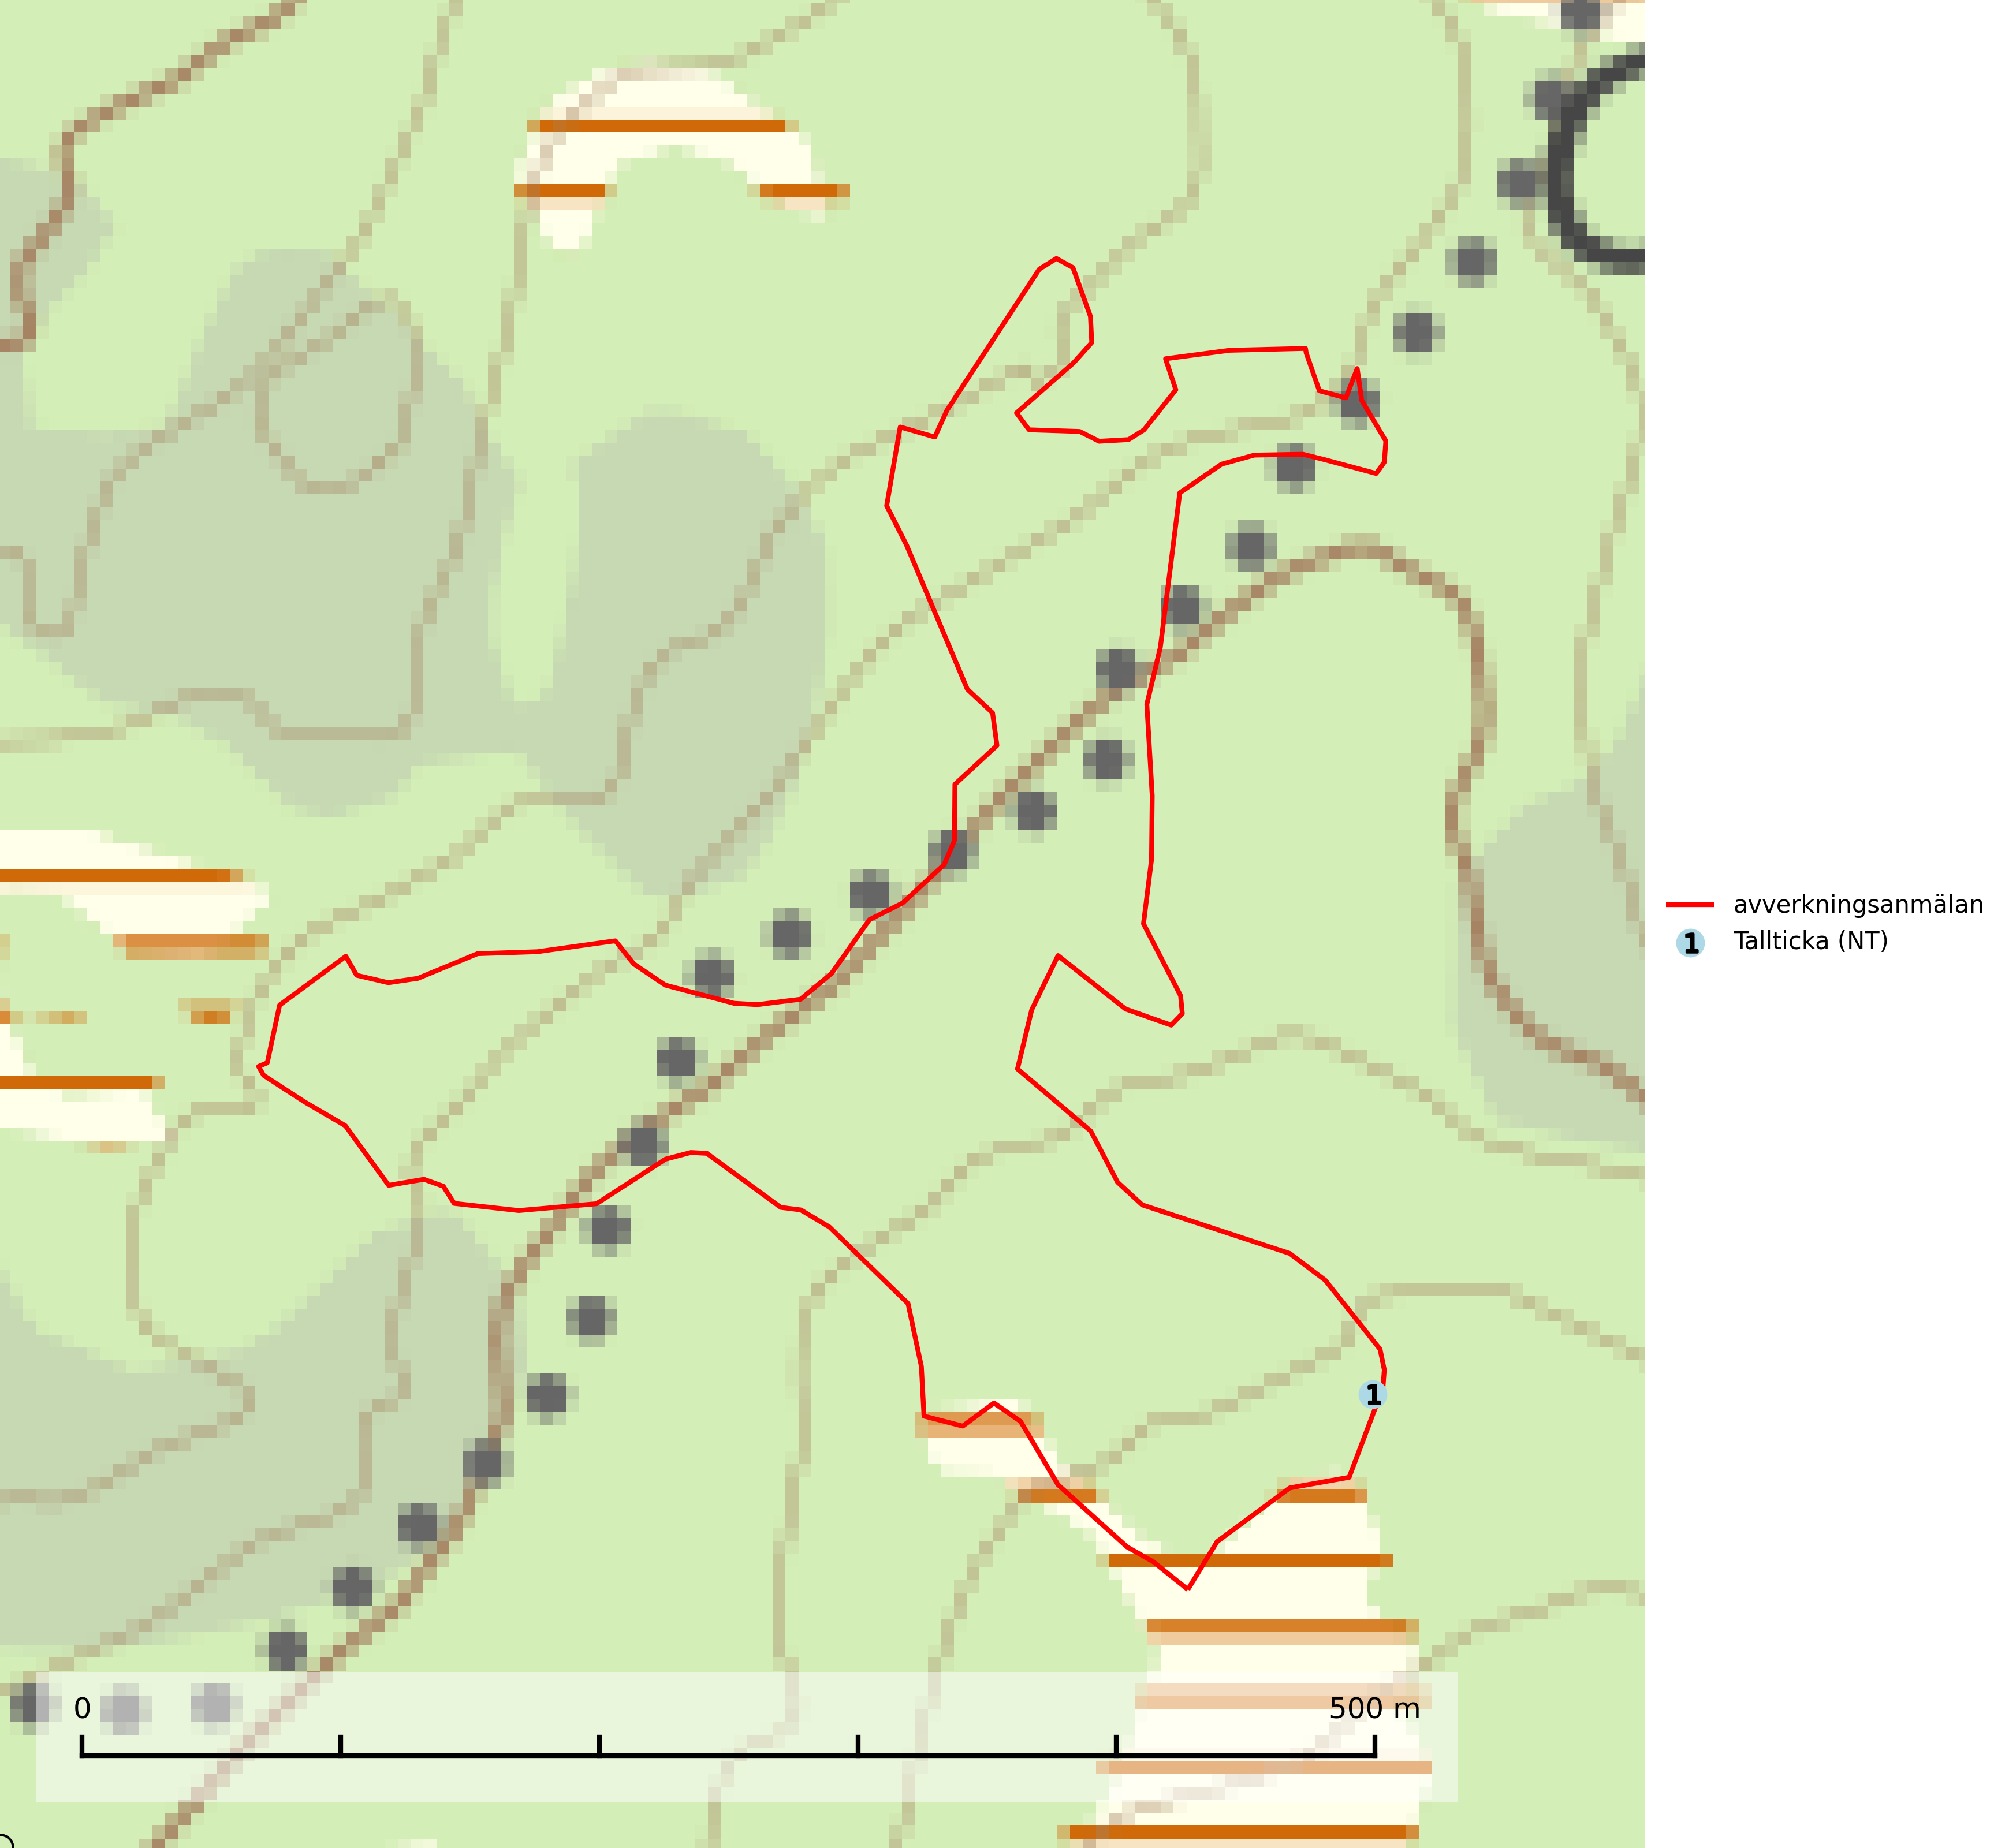 avverkningsanmälan
1 Tallticka (NT)
1
0 500 m